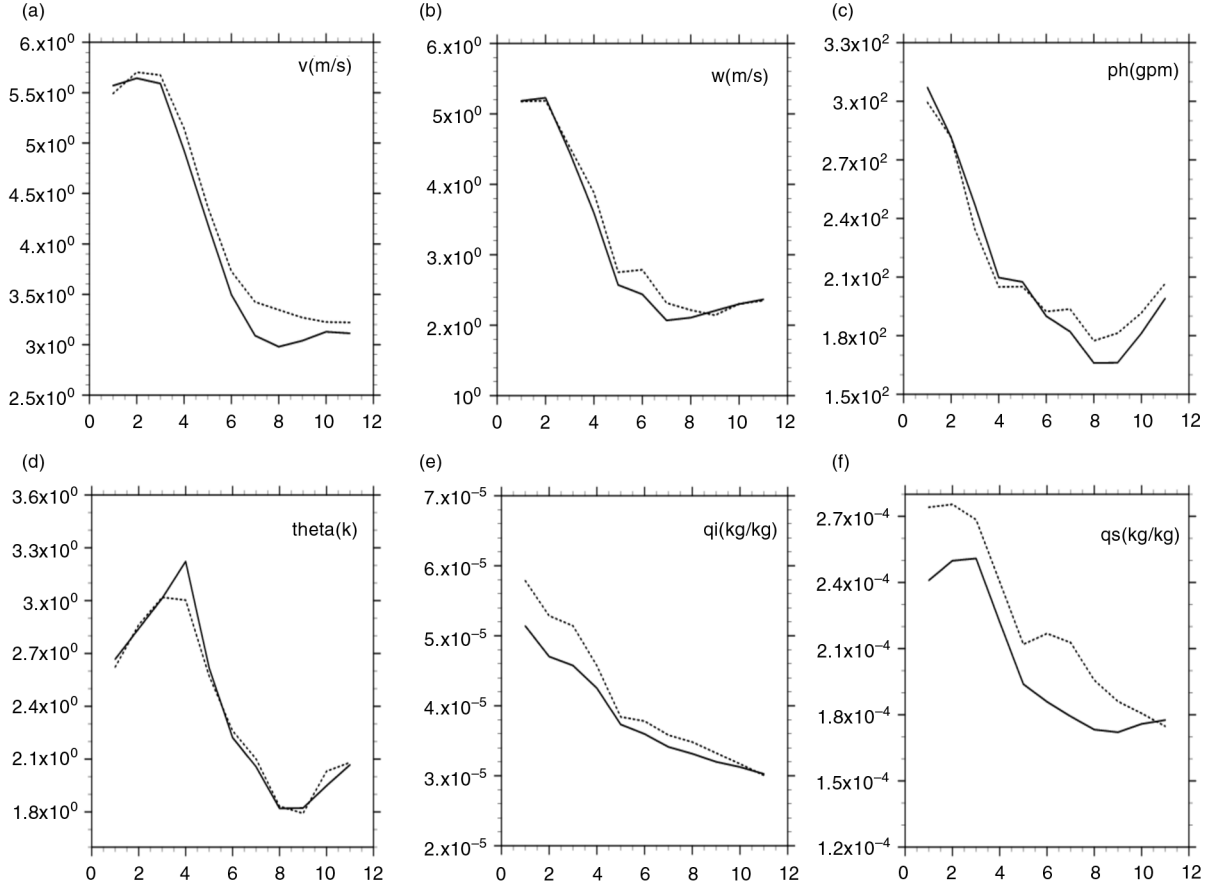 (a)
v(m/s)
6.x10⁰
5.5x10⁰
5x10⁰
4.5x10⁰
4.x10⁰
3.5x10⁰
3x10⁰
2.5x10⁰
0 2 4 6 8 10 12
(b)
w(m/s)
6.x10⁰
5x10⁰
4.x10⁰
3x10⁰
2.x10⁰
10⁰
0 2 4 6 8 10 12
(c)
ph(gpm)
3.3x10²
3.x10²
2.7x10²
2.4x10²
2.1x10²
1.8x10²
1.5x10²
0 2 4 6 8 10 12
(d)
theta(k)
3.6x10⁰
3.3x10⁰
3.x10⁰
2.7x10⁰
2.4x10⁰
2.1x10⁰
1.8x10⁰
0 2 4 6 8 10 12
(e)
qi(kg/kg)
7.x10⁻⁵
6.x10⁻⁵
5.x10⁻⁵
4.x10⁻⁵
3.x10⁻⁵
2.x10⁻⁵
0 2 4 6 8 10 12
(f)
qs(kg/kg)
2.7x10⁻⁴
2.4x10⁻⁴
2.1x10⁻⁴
1.8x10⁻⁴
1.5x10⁻⁴
1.2x10⁻⁴
0 2 4 6 8 10 12